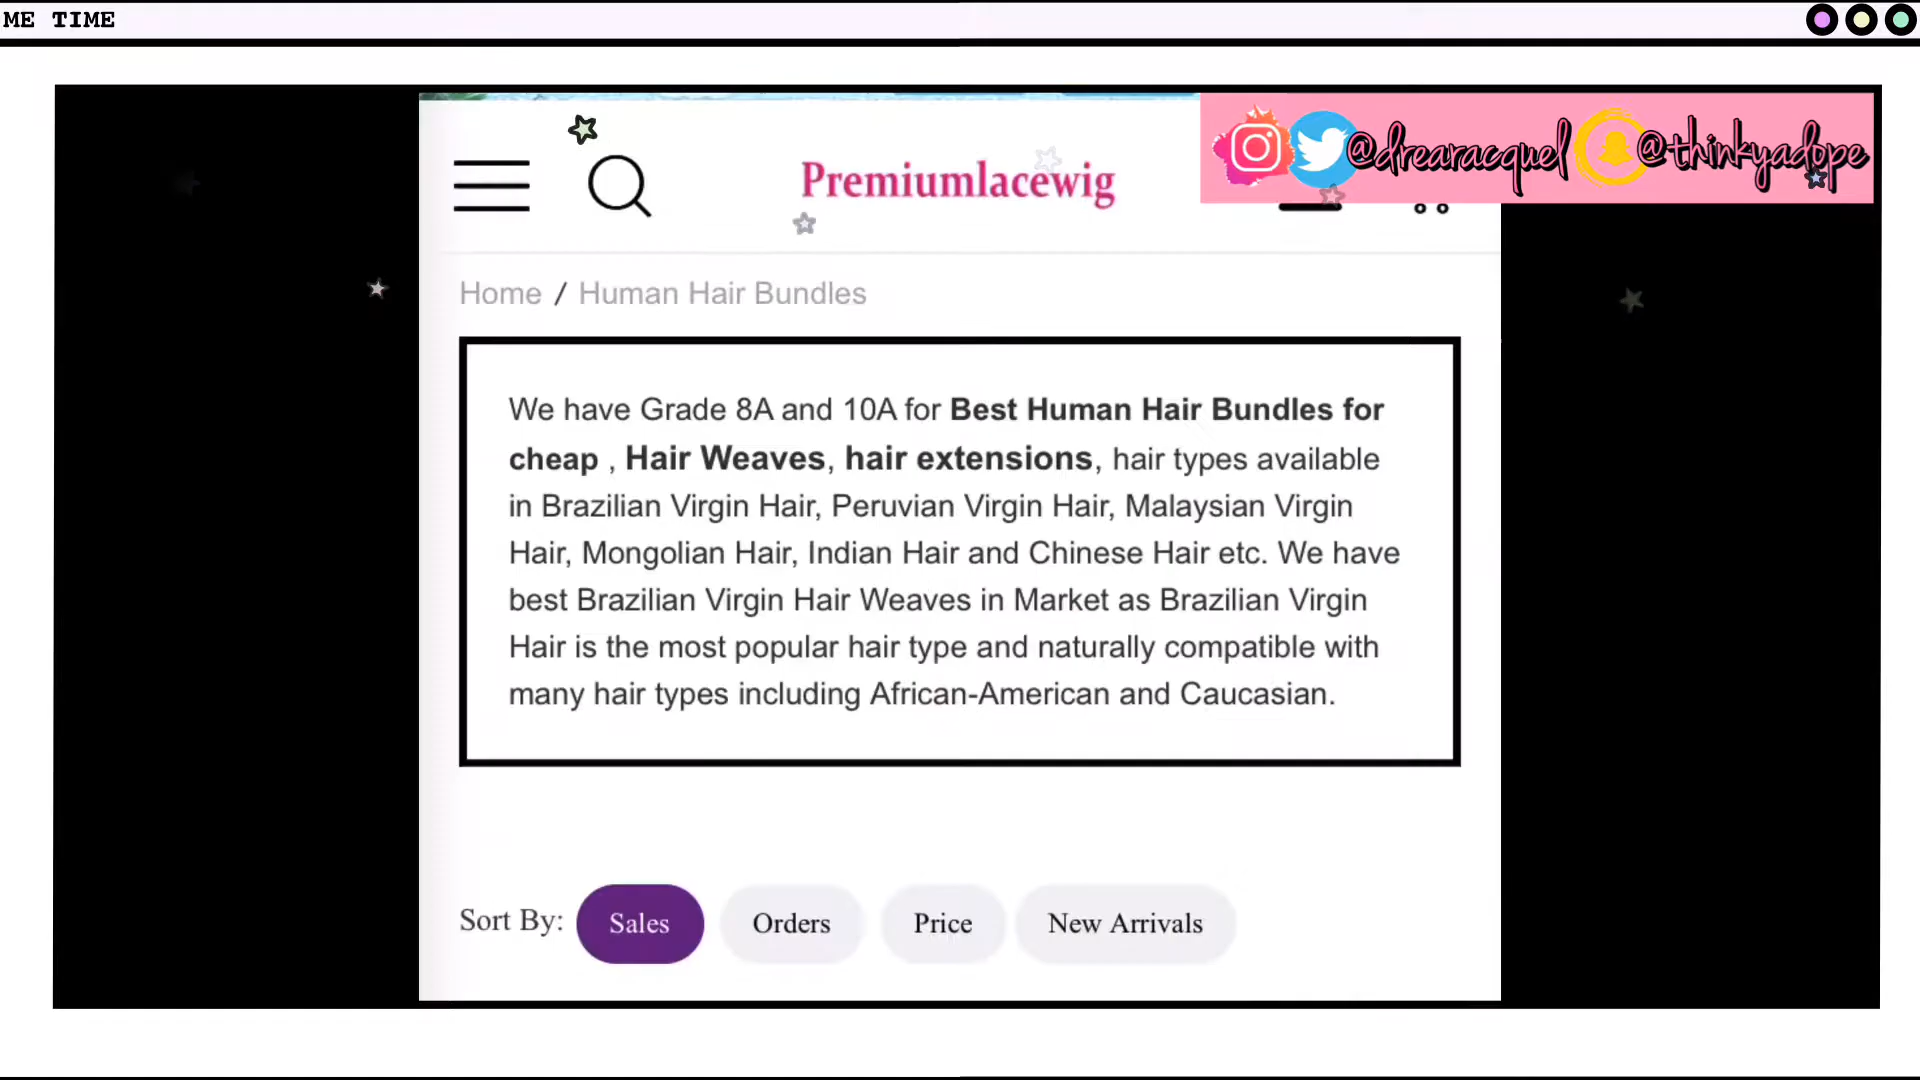 ME TIME
@drearacquel @thinkyadope
Premiumlacewig
Home / Human Hair Bundles
We have Grade 8A and 10A for Best Human Hair Bundles for
cheap , Hair Weaves, hair extensions, hair types available
in Brazilian Virgin Hair, Peruvian Virgin Hair, Malaysian Virgin
Hair, Mongolian Hair, Indian Hair and Chinese Hair etc. We have
best Brazilian Virgin Hair Weaves in Market as Brazilian Virgin
Hair is the most popular hair type and naturally compatible with
many hair types including African-American and Caucasian.
Sort By: Sales Orders Price New Arrivals